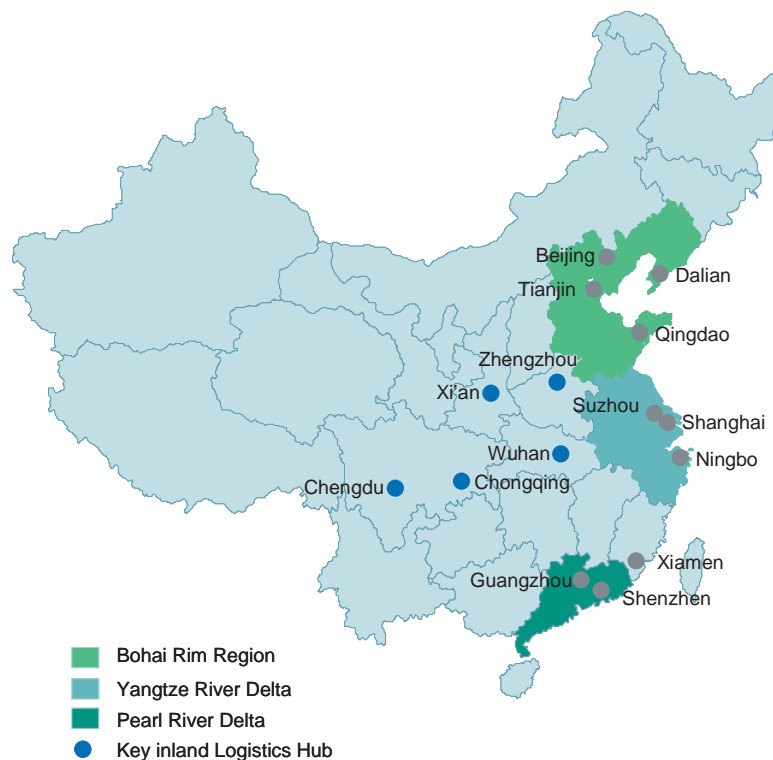 Beijing
Dalian
Tianjin
Qingdao
Zhengzhou
Xi'an
Suzhou
Shanghai
Wuhan
Ningbo
Chengdu
Chongqing
Xiamen
Guangzhou
Shenzhen
Bohai Rim Region
Yangtze River Delta
Pearl River Delta
Key inland Logistics Hub